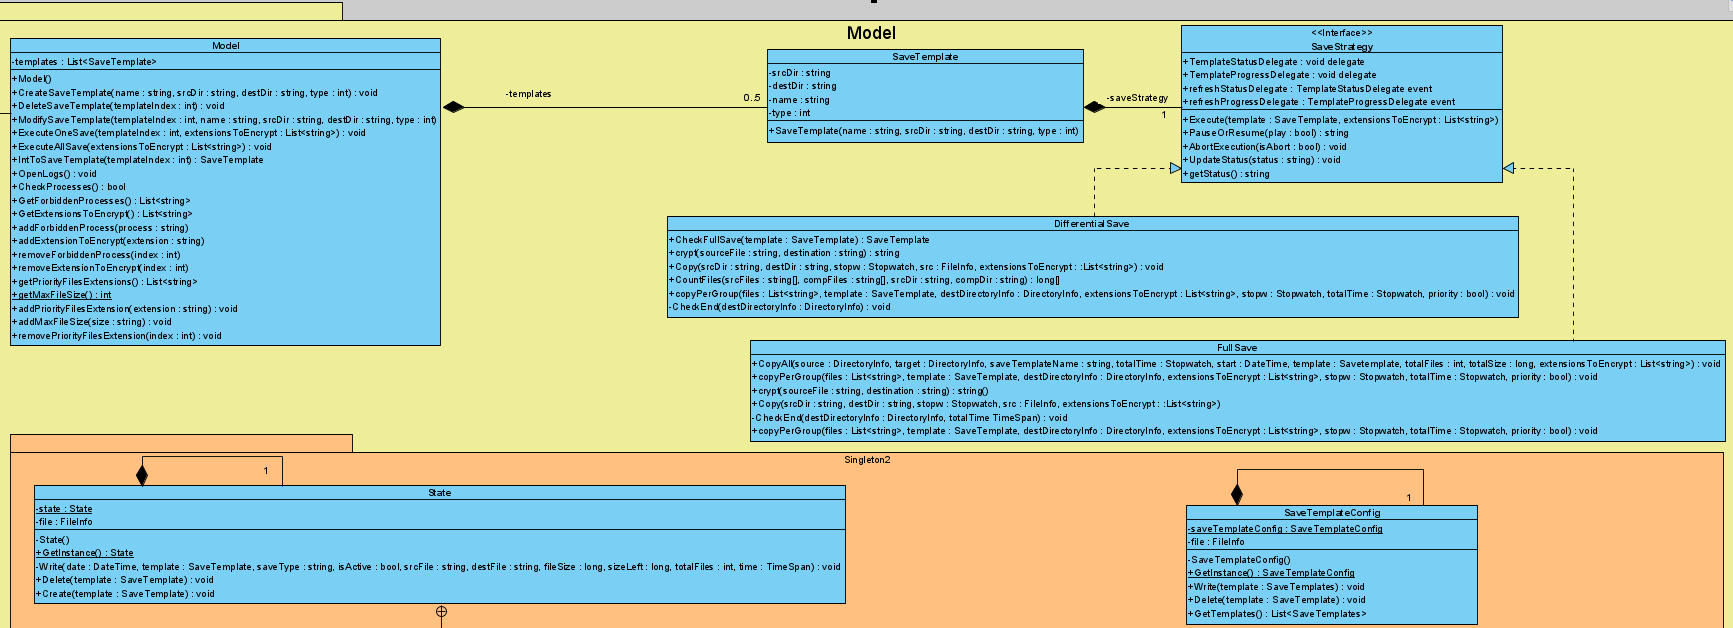 Model
Model
-templates : List<SaveTemplate>
+Model()
+CreateSaveTemplate(name : string, srcDir : string, destDir : string, type : int) : void
+DeleteSaveTemplate(templateIndex : int) : void
+ModifySaveTemplate(templateIndex : int, name : string, srcDir : string, destDir : string, type : int)
+ExecuteOneSave(templateIndex : int, extensionsToEncrypt : List<string>) : void
+ExecuteAllSave(extensionsToEncrypt : List<string>) : void
+IntToSaveTemplate(templateIndex : int) : SaveTemplate
+OpenLogs() : void
+CheckProcesses() : bool
+GetForbiddenProcesses() : List<string>
+GetExtensionsToEncrypt() : List<string>
+addForbiddenProcess(process : string)
+addExtensionToEncrypt(extension : string)
+removeForbiddenProcess(index : int)
+removeExtensionToEncrypt(index : int)
+getPriorityFilesExtensions() : List<string>
+getMaxFileSize() : int
+addPriorityFilesExtension(extension : string) : void
+addMaxFileSize(size : string) : void
+removePriorityFilesExtension(index : int) : void
-templates
0..5
SaveTemplate
-srcDir : string
-destDir : string
-name : string
-type : int
+SaveTemplate(name : string, srcDir : string, destDir : string, type : int)
-saveStrategy
1
<<Interface>>
SaveStrategy
+TemplateStatusDelegate : void delegate
+TemplateProgressDelegate : void delegate
+refreshStatusDelegate : TemplateStatusDelegate event
+refreshProgressDelegate : TemplateProgressDelegate event
+Execute(template : SaveTemplate, extensionsToEncrypt : List<string>)
+PauseOrResume(play : bool) : string
+AbortExecution(isAbort : bool) : void
+UpdateStatus(status : string) : void
+getStatus() : string
DifferentialSave
+CheckFullSave(template : SaveTemplate) : SaveTemplate
+crypt(sourceFile : string, destination : string) : string
+Copy(srcDir : string, destDir : string, stopw : Stopwatch, src : FileInfo, extensionsToEncrypt : :List<string>) : void
+CountFiles(srcFiles : string[], compFiles : string[], srcDir : string, compDir : string) : long[]
+copyPerGroup(files : List<string>, template : SaveTemplate, destDirectoryInfo : DirectoryInfo, extensionsToEncrypt : List<string>, stopw : Stopwatch, totalTime : Stopwatch, priority : bool) : void
-CheckEnd(destDirectoryInfo : DirectoryInfo) : void
FullSave
+CopyAll(source : DirectoryInfo, target : DirectoryInfo, saveTemplateName : string, totalTime : Stopwatch, start : DateTime, template : Savetemplate, totalFiles : int, totalSize : long, extensionsToEncrypt : List<string>) : void
+copyPerGroup(files : List<string>, template : SaveTemplate, destDirectoryInfo : DirectoryInfo, extensionsToEncrypt : List<string>, stopw : Stopwatch, totalTime : Stopwatch, priority : bool) : void
+crypt(sourceFile : string, destination : string) : string()
+Copy(srcDir : string, destDir : string, stopw : Stopwatch, src : FileInfo, extensionsToEncrypt : :List<string>)
-CheckEnd(destDirectoryInfo : DirectoryInfo, totalTime TimeSpan) : void
+copyPerGroup(files : List<string>, template : SaveTemplate, destDirectoryInfo : DirectoryInfo, extensionsToEncrypt : List<string>, stopw : Stopwatch, totalTime : Stopwatch, priority : bool) : void
Singleton2
1
State
-state : State
-file : FileInfo
-State()
+GetInstance() : State
-Write(date : DateTime, template : SaveTemplate, saveType : string, isActive : bool, srcFile : string, destFile : string, fileSize : long, sizeLeft : long, totalFiles : int, time : TimeSpan) : void
+Delete(template : SaveTemplate) : void
+Create(template : SaveTemplate) : void
1
SaveTemplateConfig
-saveTemplateConfig : SaveTemplateConfig
-file : FileInfo
-SaveTemplateConfig()
+GetInstance() : SaveTemplateConfig
+Write(template : SaveTemplates) : void
+Delete(template : SaveTemplate) : void
+GetTemplates() : List<SaveTemplates>